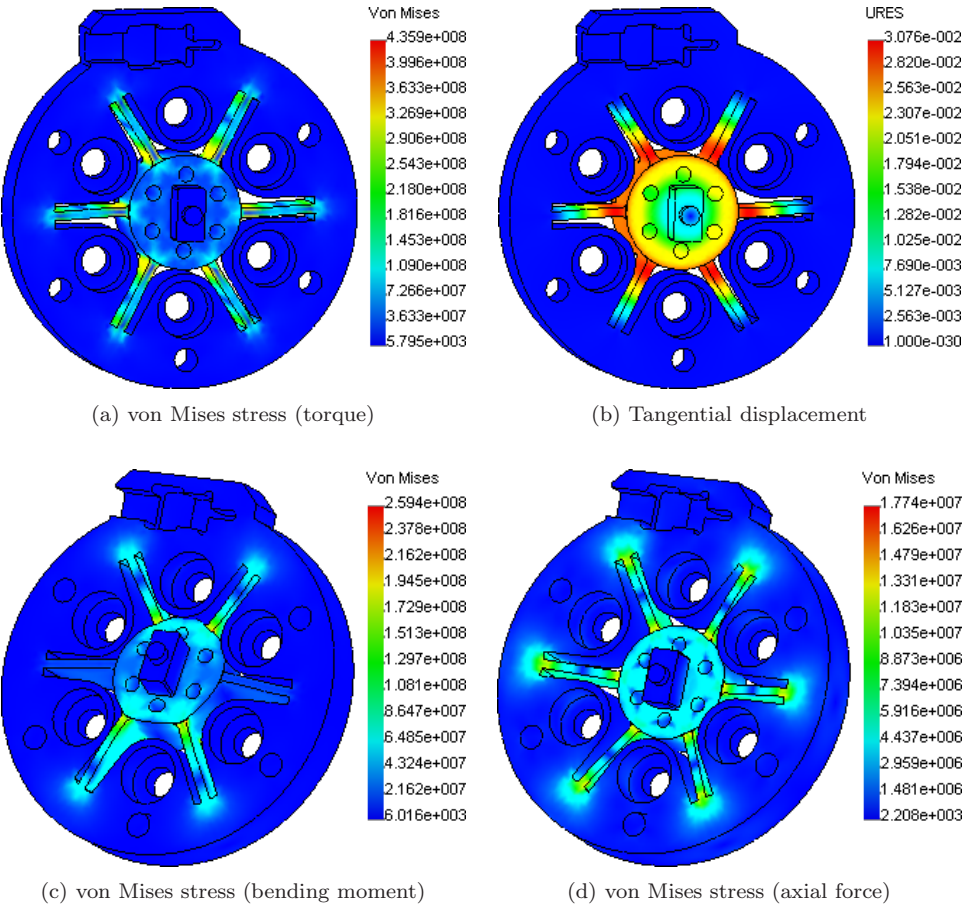 Von Mises
4.359e+008
3.996e+008
3.633e+008
3.269e+008
2.906e+008
2.543e+008
2.180e+008
1.816e+008
1.453e+008
1.090e+008
7.266e+007
3.633e+007
5.795e+003
(a) von Mises stress (torque)
URES
3.076e-002
2.820e-002
2.563e-002
2.307e-002
2.051e-002
1.794e-002
1.538e-002
1.282e-002
1.025e-002
7.690e-003
5.127e-003
2.563e-003
1.000e-030
(b) Tangential displacement
Von Mises
2.594e+008
2.378e+008
2.162e+008
1.945e+008
1.729e+008
1.513e+008
1.297e+008
1.081e+008
8.647e+007
6.485e+007
4.324e+007
2.162e+007
6.016e+003
(c) von Mises stress (bending moment)
Von Mises
1.774e+007
1.626e+007
1.479e+007
1.331e+007
1.183e+007
1.035e+007
8.873e+006
7.394e+006
5.916e+006
4.437e+006
2.959e+006
1.481e+006
2.208e+003
(d) von Mises stress (axial force)